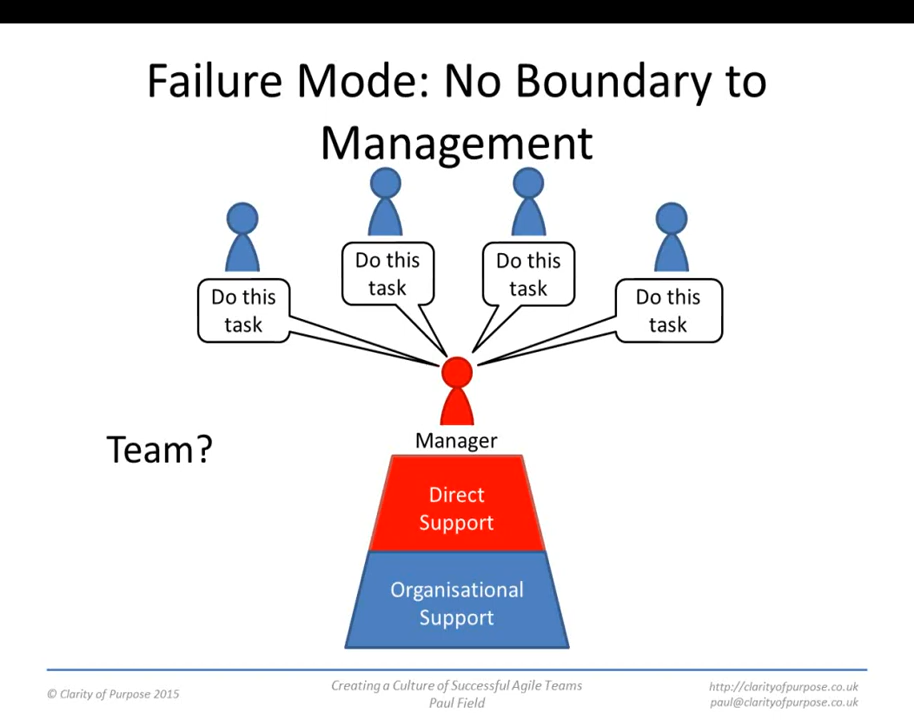 Failure Mode: No Boundary to
Management
Do this
task
Do this
task
Do this
task
Do this
task
Team?
Manager
Direct
Support
Organisational
Support
© Clarity of Purpose 2015
Creating a Culture of Successful Agile Teams
Paul Field
http://clarityofpurpose.co.uk
paul@clarityofpurpose.co.uk